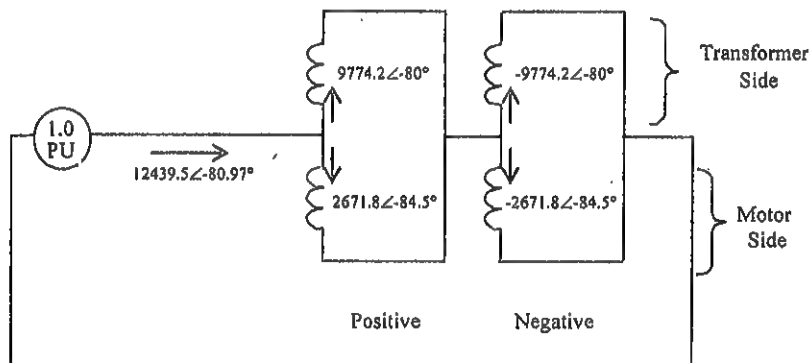 9774.2∠-80°
-9774.2∠-80°
Transformer
Side
1.0
PU
12439.5∠-80.97°
2671.8∠-84.5°
-2671.8∠-84.5°
Motor
Side
Positive
Negative